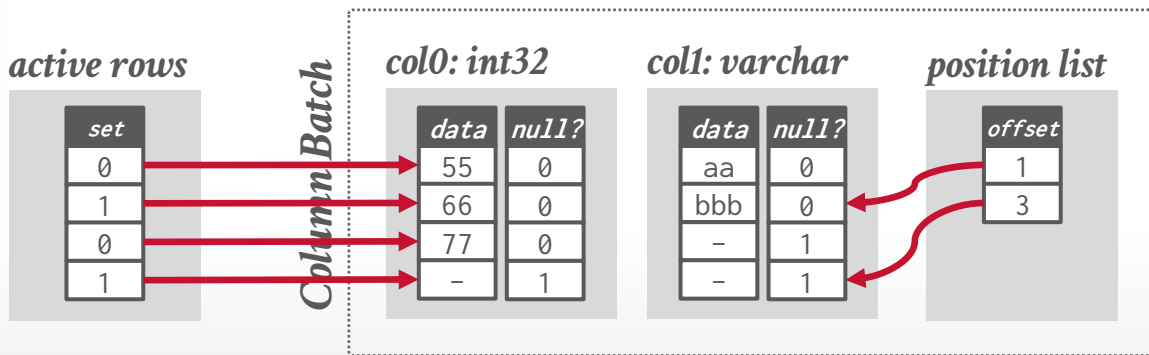 active rows
set
0
1
0
1
Column Batch
col0: int32
data null?
55 0
66 0
77 0
- 1
col1: varchar
data null?
aa 0
bbb 0
- 1
- 1
position list
offset
1
3